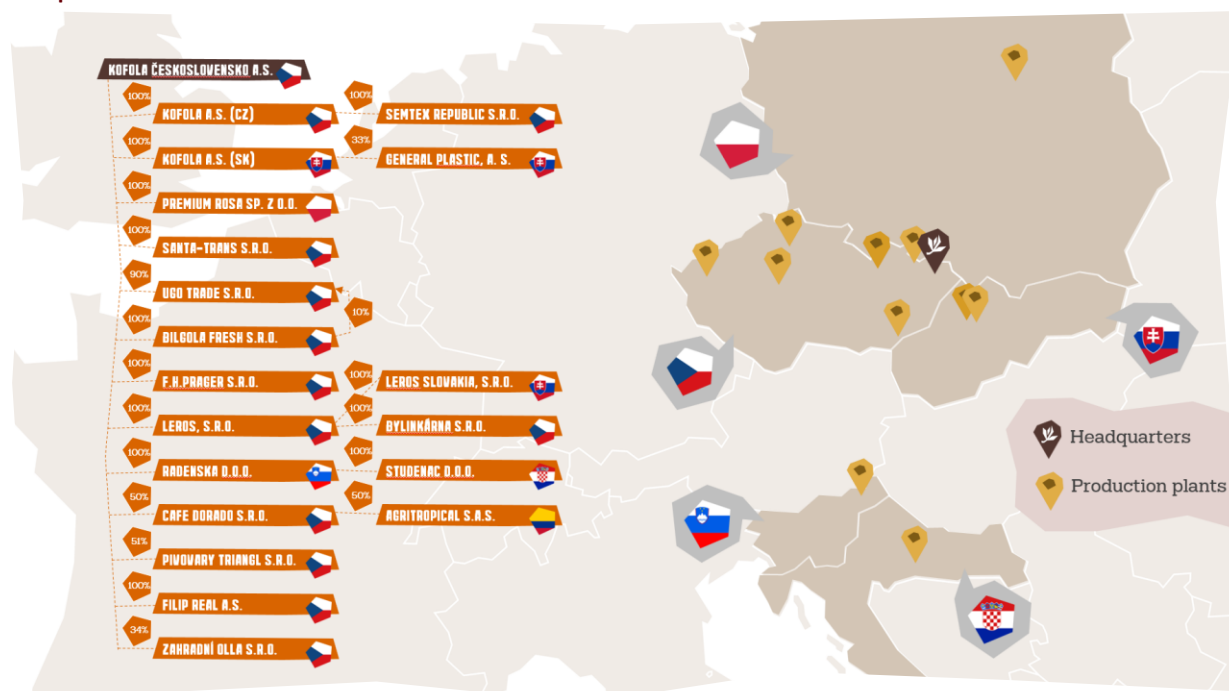 KOFOLA ČESKOSLOVENSKO A.S.
100%
KOFOLA A.S. (CZ)
100%
SEMTEX REPUBLIC S.R.O.
100%
KOFOLA A.S. (SK)
33%
GENERAL PLASTIC, A. S.
100%
PREMIUM ROSA SP. Z O.O.
100%
SANTA-TRANS S.R.O.
90%
UGO TRADE S.R.O.
10%
100%
BILGOLA FRESH S.R.O.
100%
F.H.PRAGER S.R.O.
100%
LEROS SLOVAKIA, S.R.O.
100%
LEROS, S.R.O.
100%
BYLINKÁRNA S.R.O.
100%
RADENSKA D.O.O.
100%
STUDENAC D.O.O.
50%
CAFE DORADO S.R.O.
50%
AGRITROPICAL S.A.S.
51%
PIVOVARY TRIANGL S.R.O.
100%
FILIP REAL A.S.
34%
ZAHRADNÍ OLLA S.R.O.
Headquarters
Production plants